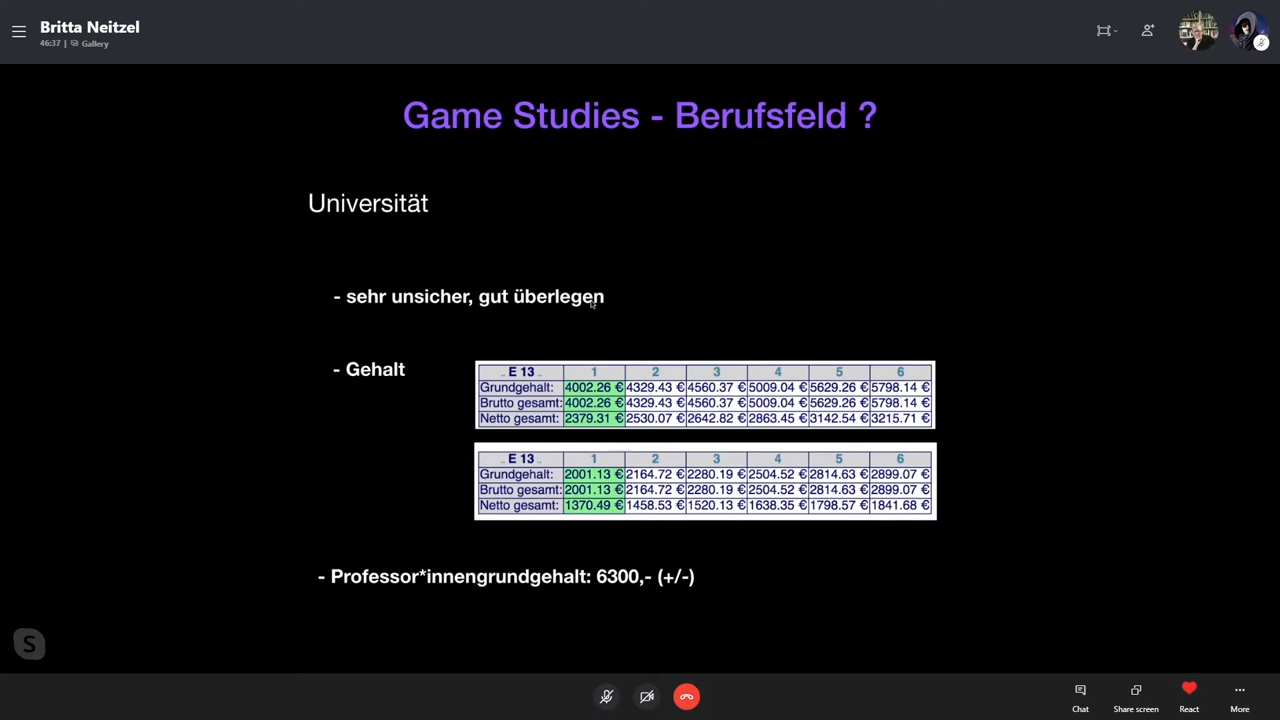 Britta Neitzel
46:37 | Gallery
Game Studies - Berufsfeld ?
Universität
- sehr unsicher, gut überlegen
- Gehalt
.. E 13 .. 1 2 3 4 5 6
Grundgehalt: 4002.26 € 4329.43 € 4560.37 € 5009.04 € 5629.26 € 5798.14 €
Brutto gesamt: 4002.26 € 4329.43 € 4560.37 € 5009.04 € 5629.26 € 5798.14 €
Netto gesamt: 2379.31 € 2530.07 € 2642.82 € 2863.45 € 3142.54 € 3215.71 €
.. E 13 .. 1 2 3 4 5 6
Grundgehalt: 2001.13 € 2164.72 € 2280.19 € 2504.52 € 2814.63 € 2899.07 €
Brutto gesamt: 2001.13 € 2164.72 € 2280.19 € 2504.52 € 2814.63 € 2899.07 €
Netto gesamt: 1370.49 € 1458.53 € 1520.13 € 1638.35 € 1798.57 € 1841.68 €
- Professor*innengrundgehalt: 6300,- (+/-)
S
Chat Share screen React More